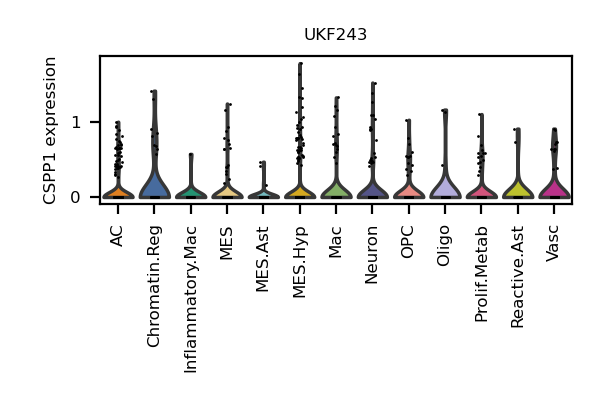 UKF243
CSPP1 expression
1
0
AC
Chromatin.Reg
Inflammatory.Mac
MES
MES.Ast
MES.Hyp
Mac
Neuron
OPC
Oligo
Prolif.Metab
Reactive.Ast
Vasc